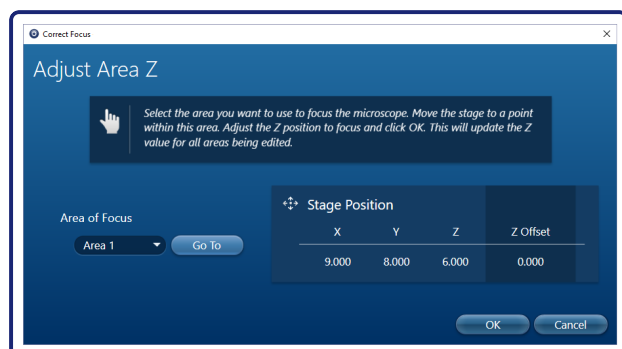 Correct Focus
Adjust Area Z
Select the area you want to use to focus the microscope. Move the stage to a point
within this area. Adjust the Z position to focus and click OK. This will update the Z
value for all areas being edited.
Area of Focus
Area 1
Go To
Stage Position
X Y Z Z Offset
9.000 8.000 6.000 0.000
OK Cancel